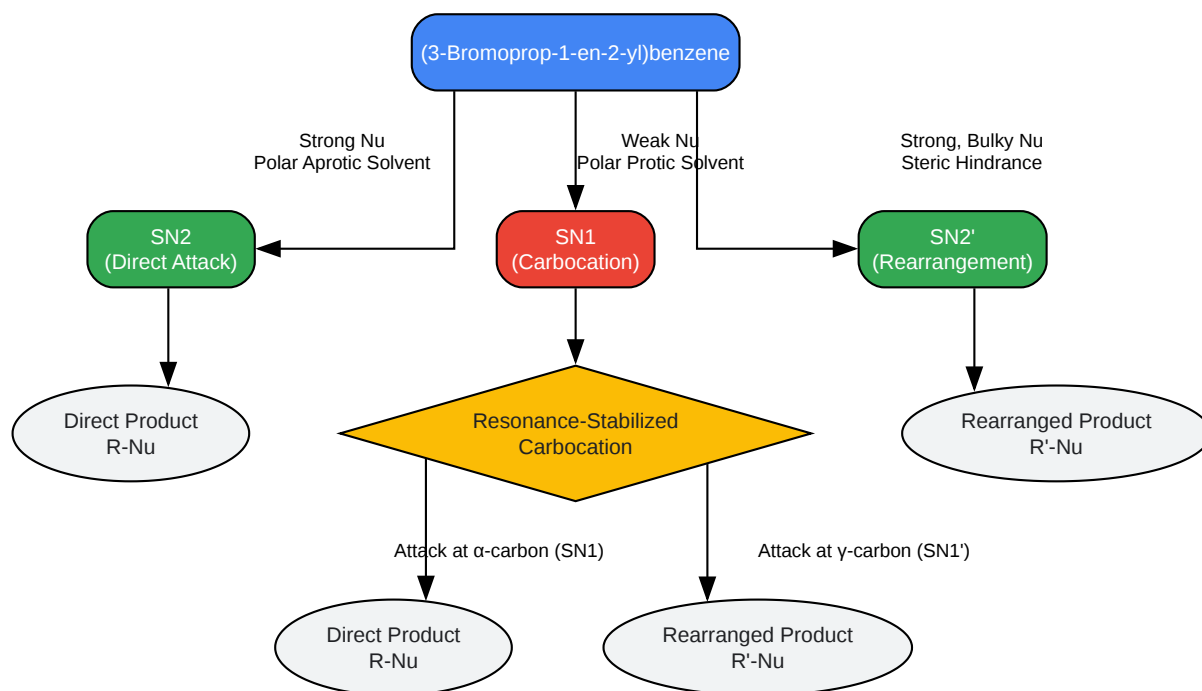 (3-Bromoprop-1-en-2-yl)benzene
Strong Nu
Polar Aprotic Solvent
Weak Nu
Polar Protic Solvent
Strong, Bulky Nu
Steric Hindrance
SN2
(Direct Attack)
SN1
(Carbocation)
SN2'
(Rearrangement)
Direct Product
R-Nu
Resonance-Stabilized
Carbocation
Rearranged Product
R'-Nu
Attack at α-carbon (SN1)
Attack at γ-carbon (SN1')
Direct Product
R-Nu
Rearranged Product
R'-Nu